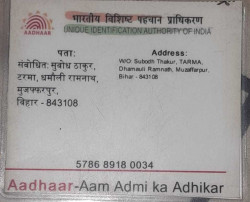 AADHAAR
भारतीय विशिष्ट पहचान प्राधिकरण
UNIQUE IDENTIFICATION AUTHORITY OF INDIA
पता:
संबोधित: सुबोध ठाकुर,
टरमा, धमौली रामनाथ,
मुजफ्फरपुर,
बिहार - 843108
Address:
W/O Subodh Thakur, TARMA,
Dhamauli Ramnath, Muzaffarpur,
Bihar - 843108
5786 8918 0034
Aadhaar-Aam Admi ka Adhikar